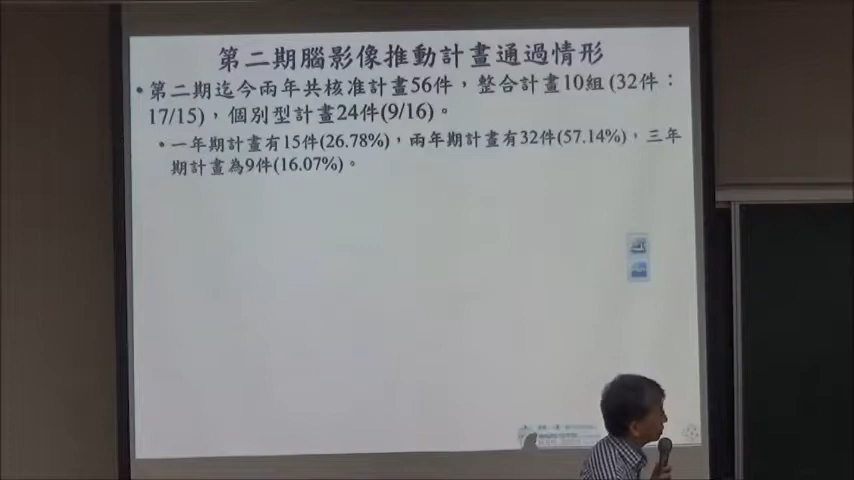 第二期腦影像推動計畫通過情形
•第二期迄今兩年共核准計畫56件，整合計畫10組(32件：
17/15)，個別型計畫24件(9/16)。
•一年期計畫有15件(26.78%)，兩年期計畫有32件(57.14%)，三年
期計畫為9件(16.07%)。